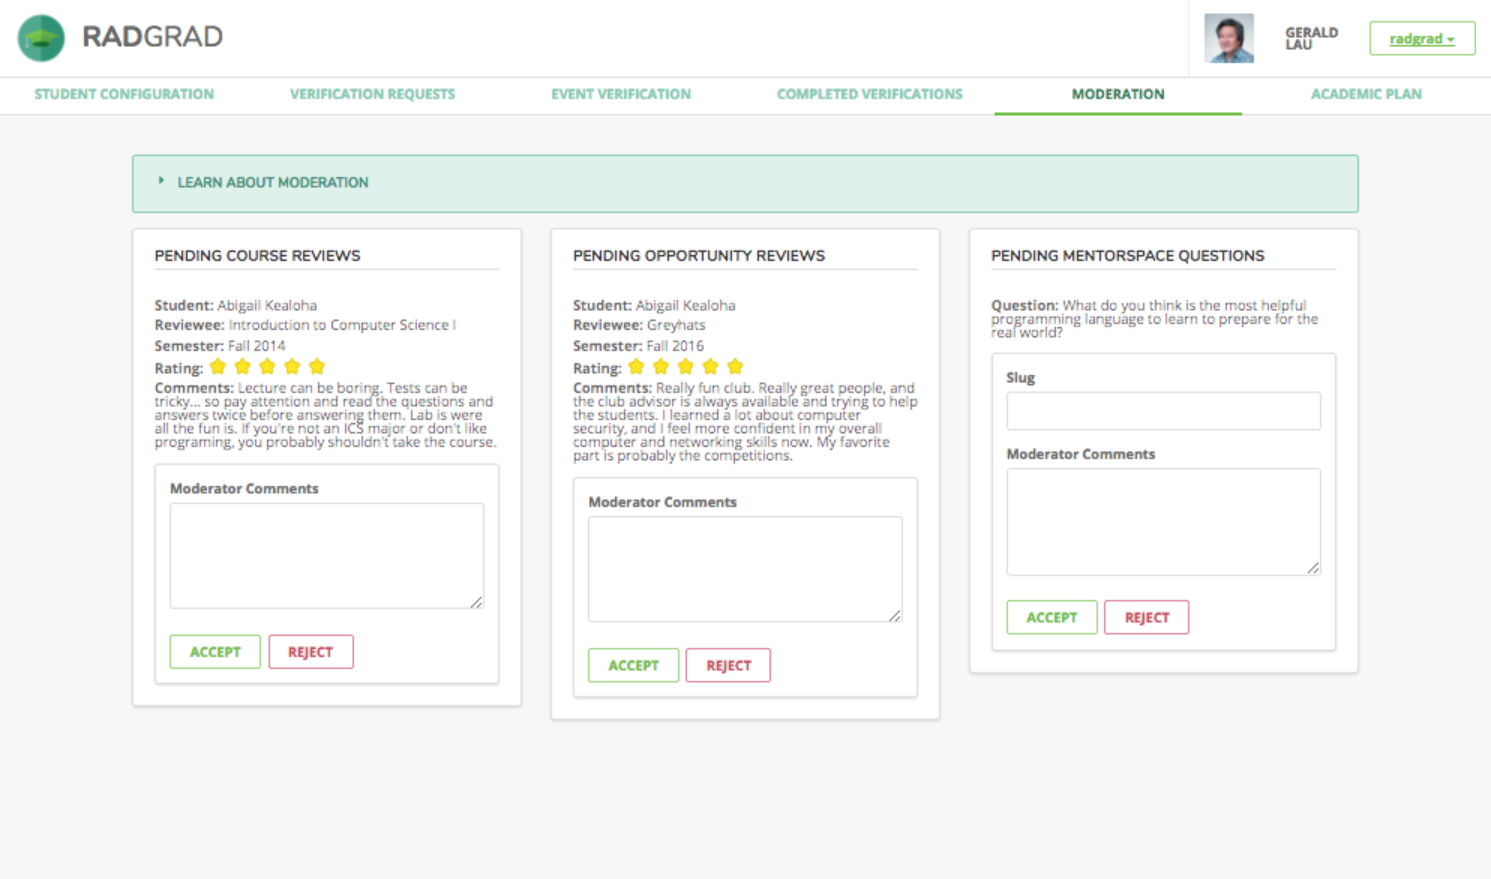 RADGRAD
GERALD
LAU
radgrad
STUDENT CONFIGURATION
VERIFICATION REQUESTS
EVENT VERIFICATION
COMPLETED VERIFICATIONS
MODERATION
ACADEMIC PLAN
LEARN ABOUT MODERATION
PENDING COURSE REVIEWS
Student: Abigail Kealoha
Reviewee: Introduction to Computer Science I
Semester: Fall 2014
Rating:
Comments: Lecture can be boring. Tests can be
tricky... so pay attention and read the questions and
answers twice before answering them. Lab is were
all the fun is. If you're not an ICS major or don't like
programing, you probably shouldn't take the course.
Moderator Comments
ACCEPT
REJECT
PENDING OPPORTUNITY REVIEWS
Student: Abigail Kealoha
Reviewee: Greyhats
Semester: Fall 2016
Rating:
Comments: Really fun club. Really great people, and
the club advisor is always available and trying to help
the students. I learned a lot about computer
security, and I feel more confident in my overall
computer and networking skills now. My favorite
part is probably the competitions.
Moderator Comments
ACCEPT
REJECT
PENDING MENTORSPACE QUESTIONS
Question: What do you think is the most helpful
programming language to learn to prepare for the
real world?
Slug
Moderator Comments
ACCEPT
REJECT